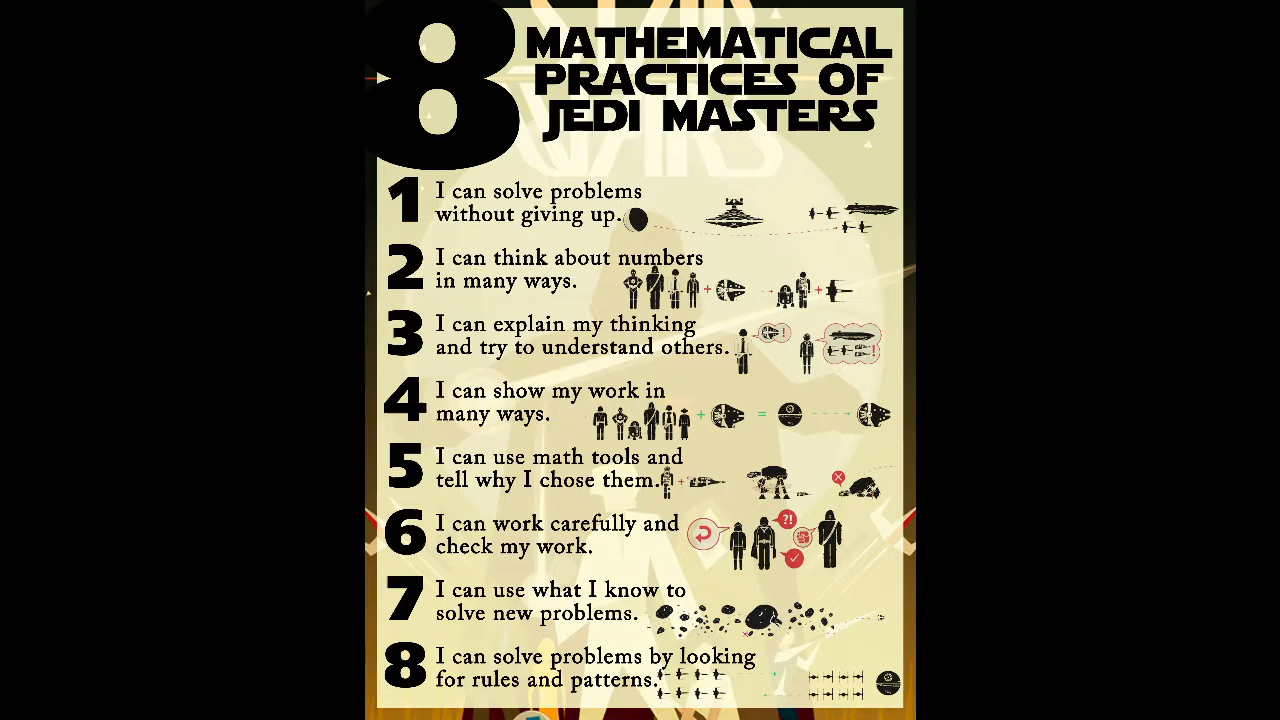 8
MATHEMATICAL
PRACTICES OF
JEDI MASTERS
STAR
WARS
1 I can solve problems
without giving up.
2 I can think about numbers
in many ways.
+ +
3 I can explain my thinking
and try to understand others.
! !
4 I can show my work in
many ways.
+ =
5 I can use math tools and
tell why I chose them.
+
6 I can work carefully and
check my work.
?!
7 I can use what I know to
solve new problems.
8 I can solve problems by looking
for rules and patterns.